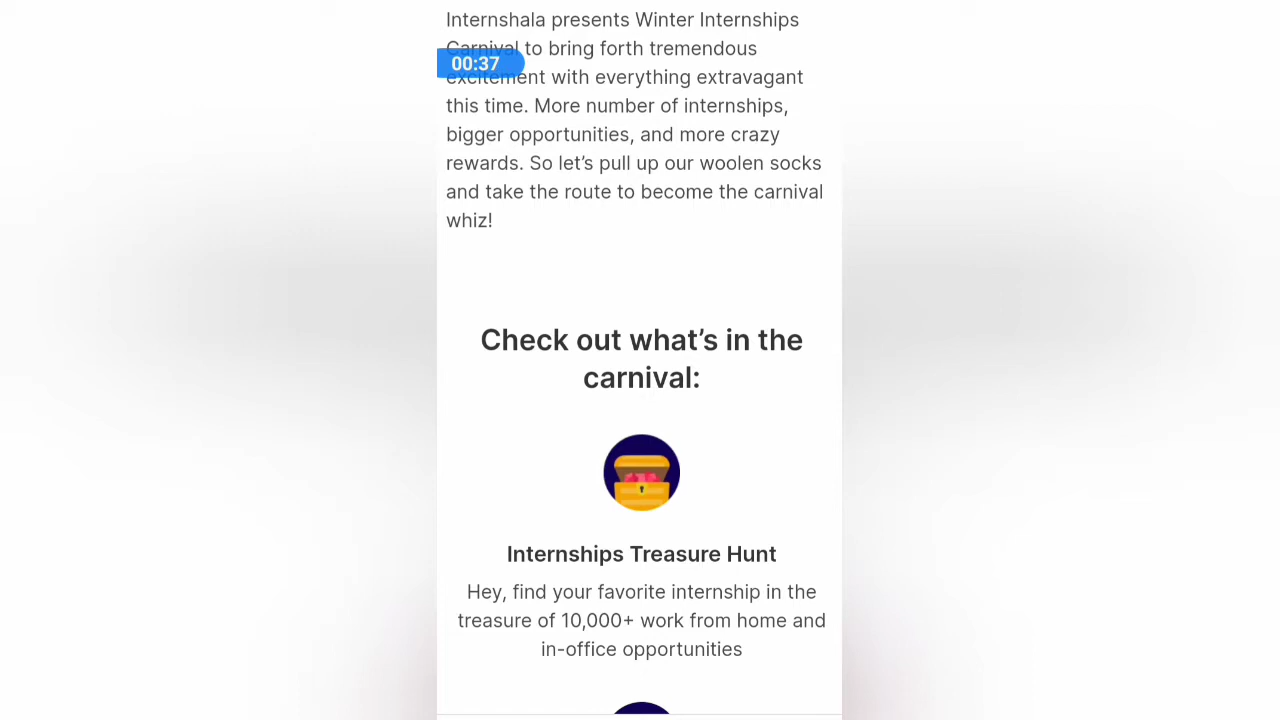 Internshala presents Winter Internships
Carnival to bring forth tremendous
00:37
excitement with everything extravagant
this time. More number of internships,
bigger opportunities, and more crazy
rewards. So let’s pull up our woolen socks
and take the route to become the carnival
whiz!
Check out what’s in the
carnival:
Internships Treasure Hunt
Hey, find your favorite internship in the
treasure of 10,000+ work from home and
in-office opportunities